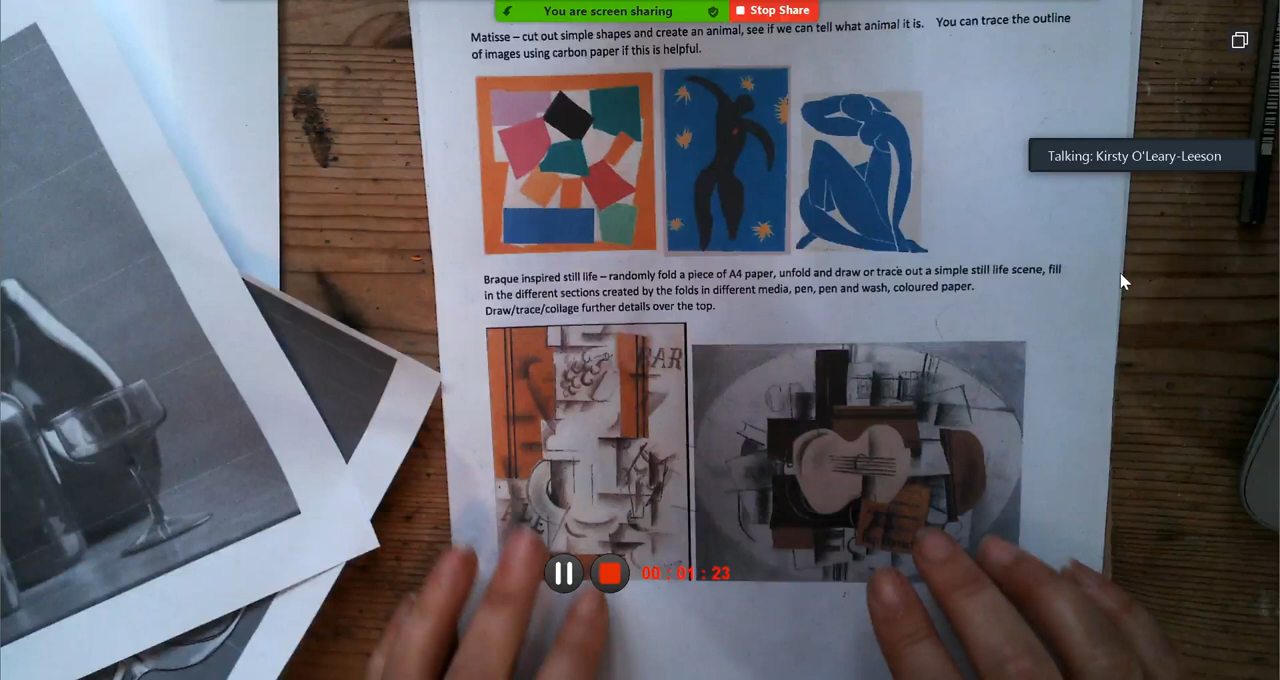 You are screen sharing
Stop Share
Matisse – cut out simple shapes and create an animal, see if we can tell what animal it is.    You can trace the outline
of images using carbon paper if this is helpful.
Talking: Kirsty O'Leary-Leeson
Braque inspired still life – randomly fold a piece of A4 paper, unfold and draw or trace out a simple still life scene, fill
in the different sections created by the folds in different media, pen, pen and wash, coloured paper.
Draw/trace/collage further details over the top.
BAR
ALE
00 : 01 : 23